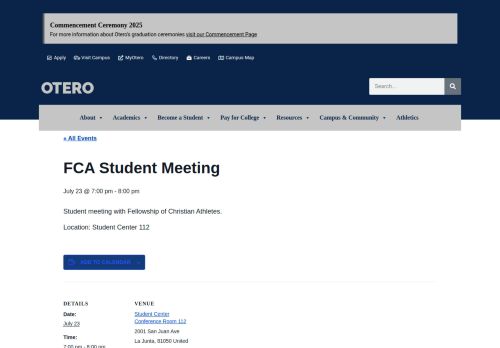 Commencement Ceremony 2025
For more information about Otero's graduation ceremonies visit our Commencement Page
Apply Visit Campus MyOtero Directory Careers Campus Map
OTERO
Search...
About Academics Become a Student Pay for College Resources Campus & Community Athletics
« All Events
FCA Student Meeting
July 23 @ 7:00 pm - 8:00 pm
Student meeting with Fellowship of Christian Athletes.
Location: Student Center 112
ADD TO CALENDAR
DETAILS
Date:
July 23
Time:
7:00 pm - 8:00 pm
VENUE
Student Center
Conference Room 112
2001 San Juan Ave
La Junta, 81050 United